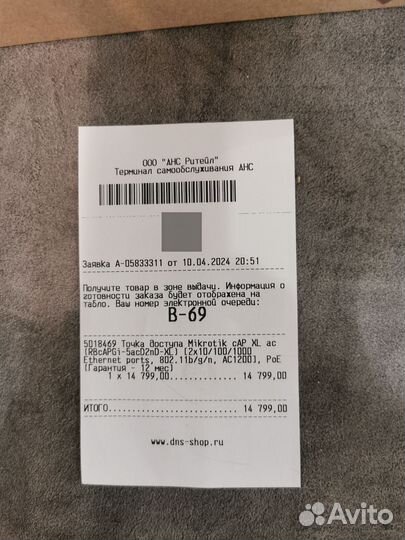 ООО "ДНС Ритейл"
Терминал самообслуживания ДНС
Заявка А-05833311 от 10.04.2024 20:51
Получите товар в зоне выдачу. Информация о
готовности заказа будет отображена на
табло. Ваш номер электронной очереди:
В-69
5018469 Точка доступа Mikrotik cAP XL ac
(RBcAPGi-5acD2nD-XL) [2x10/100/1000
Ethernet ports, 802.11b/g/n, AC1200], PoE
(Гарантия - 12 мес)
1 x 14 799,00.............. 14 799,00
ИТОГО.................... 14 799,00
www.dns-shop.ru
Avito